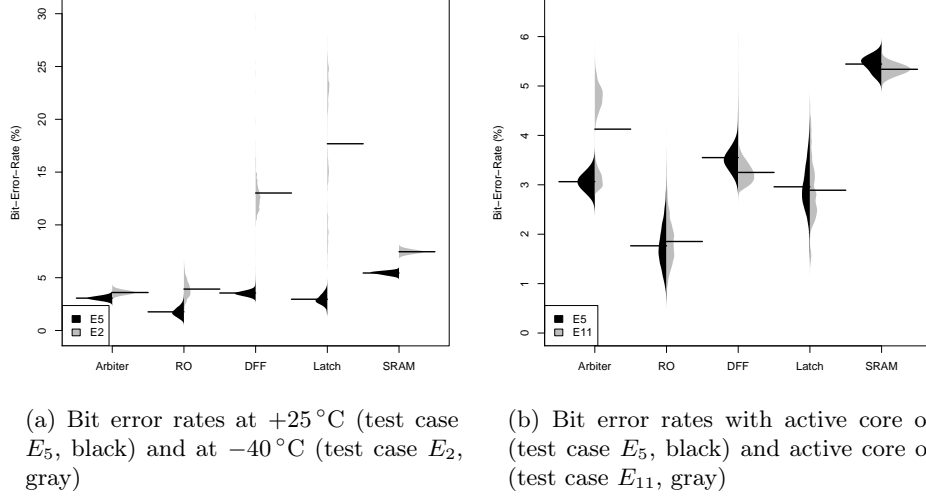 Bit−Error−Rate (%)
30
25
20
15
10
5
0
E5
E2
Arbiter RO DFF Latch SRAM
Bit−Error−Rate (%)
6
5
4
3
2
1
0
E5
E11
Arbiter RO DFF Latch SRAM
(a) Bit error rates at +25 °C (test case
E5, black) and at −40 °C (test case E2,
gray)
(b) Bit error rates with active core o
(test case E5, black) and active core o
(test case E11, gray)